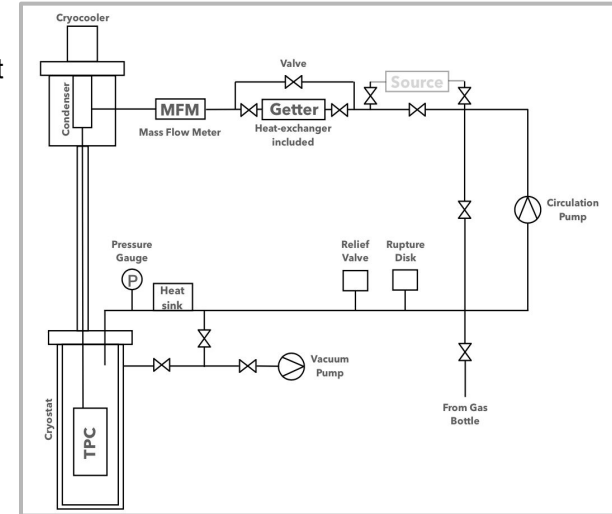 t
Cryocooler
Condenser
MFM
Mass Flow Meter
Valve
Getter
Heat-exchanger
included
Source
Circulation
Pump
Pressure
Gauge
P
Heat
sink
Relief
Valve
Rupture
Disk
Vacuum
Pump
From Gas
Bottle
Cryostat
TPC